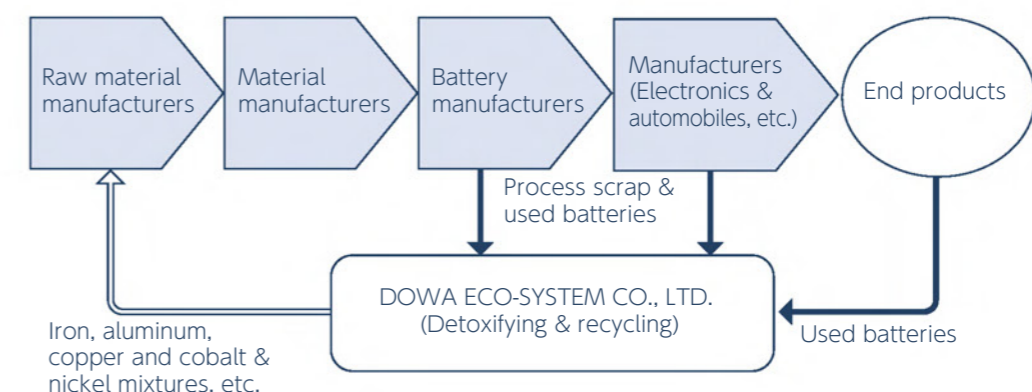 Raw material
manufacturers
Material
manufacturers
Battery
manufacturers
Manufacturers
(Electronics &
automobiles, etc.)
End products
Process scrap &
used batteries
DOWA ECO-SYSTEM CO., LTD.
(Detoxifying & recycling)
Used batteries
Iron, aluminum,
copper and cobalt &
nickel mixtures, etc.